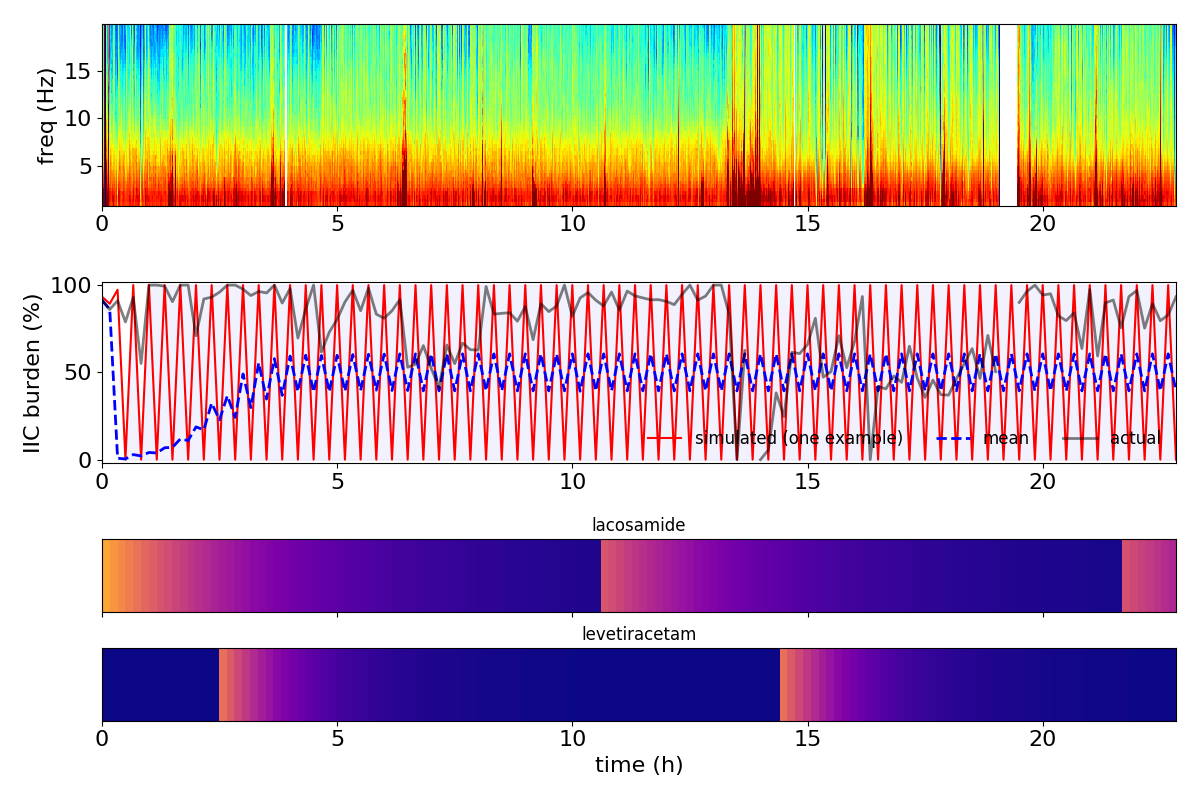 freq (Hz)
15
10
5
0 5 10 15 20
IIC burden (%)
100
50
0
simulated (one example) mean actual
0 5 10 15 20
lacosamide
levetiracetam
0 5 10 15 20
time (h)